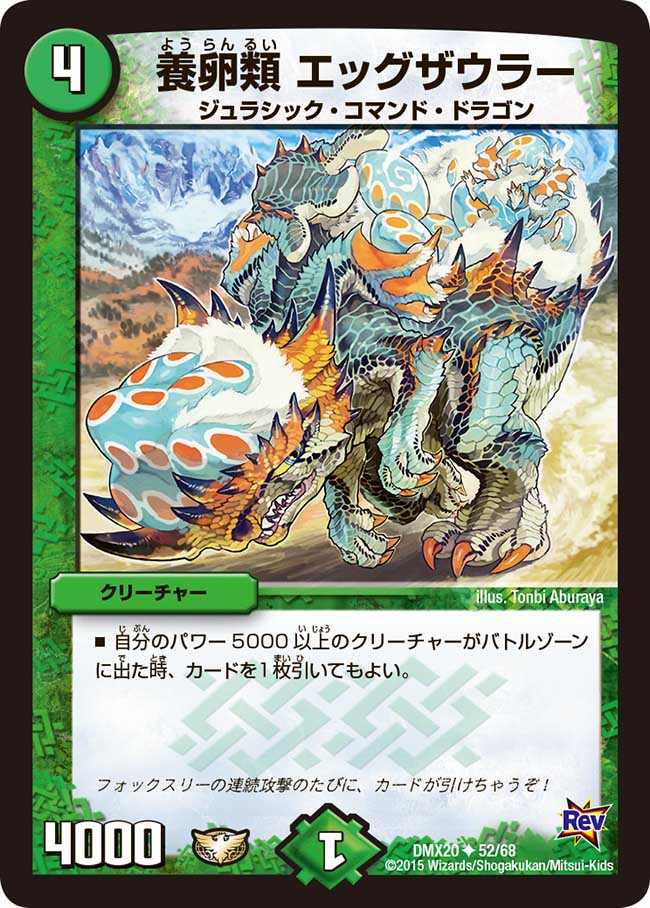 4
ようらんるい
養卵類 エッグザウラー
ジュラシック・コマンド・ドラゴン
クリーチャー
illus. Tonbi Aburaya
■ 自分のパワー5000以上のクリーチャーがバトルゾーン
に出た時、カードを1枚引いてもよい。
フォックスリーの連続攻撃のたびに、カードが引けちゃうぞ！
4000
1
Rev
DMX20 ◆ 52/68
©2015 Wizards/Shogakukan/Mitsui-Kids